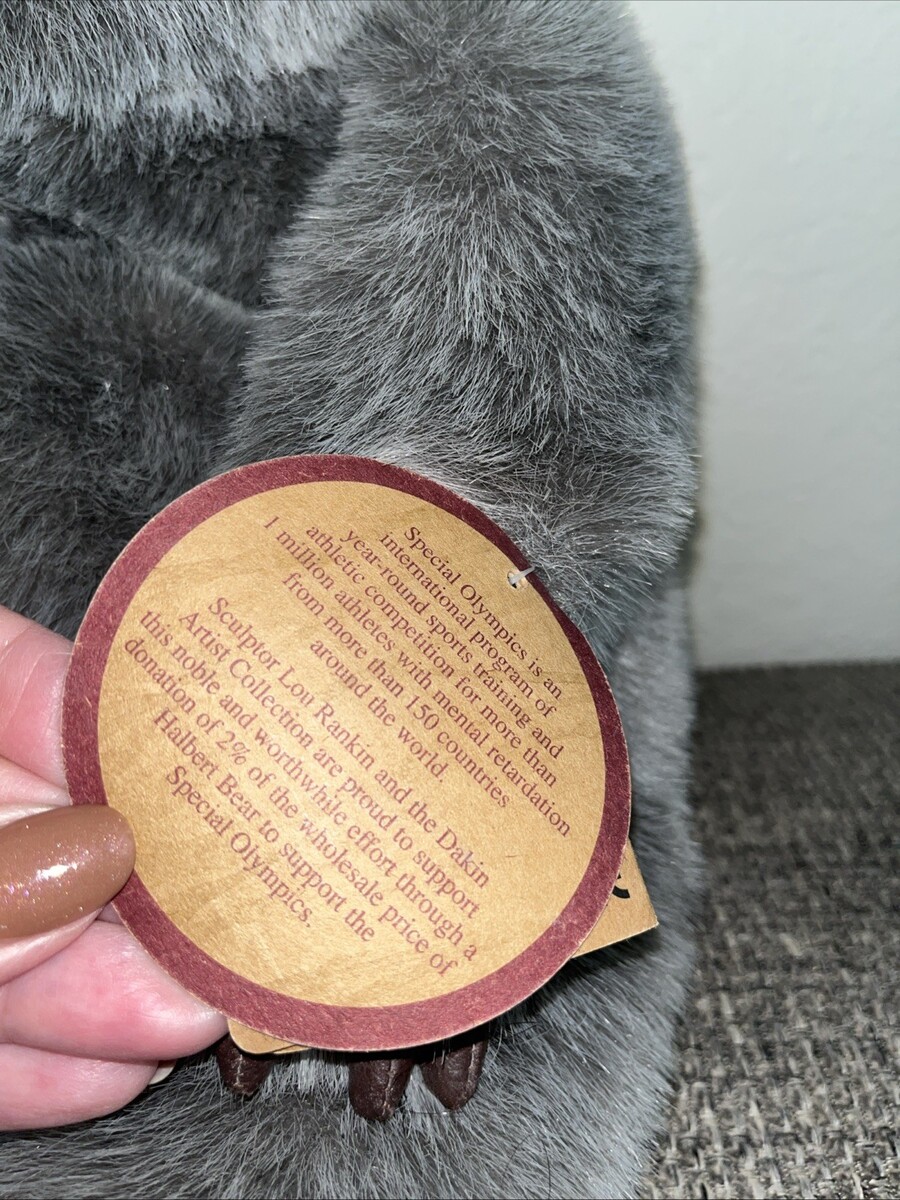 Special Olympics is an
international program of
year-round sports training and
athletic competition for more than
1 million athletes with mental retardation
from more than 150 countries
around the world.
Sculptor Lou Rankin and the Dakin
Artist Collection are proud to support
this noble and worthwhile effort through a
donation of 2% of the wholesale price of
Halbert Bear to support the
Special Olympics.